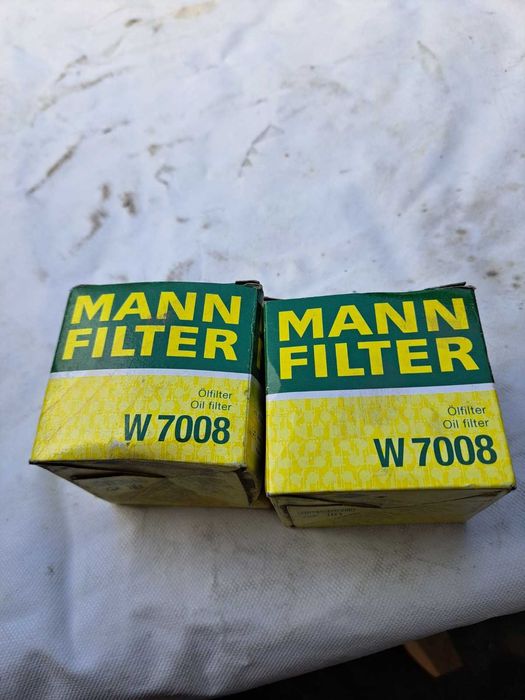 MANN
FILTER
Ölfilter
Oil filter
W 7008
MANN
FILTER
Ölfilter
Oil filter
W 7008